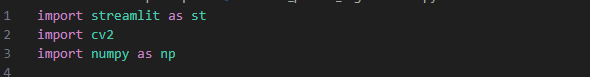 1 import streamlit as st
2 import cv2
3 import numpy as np
4